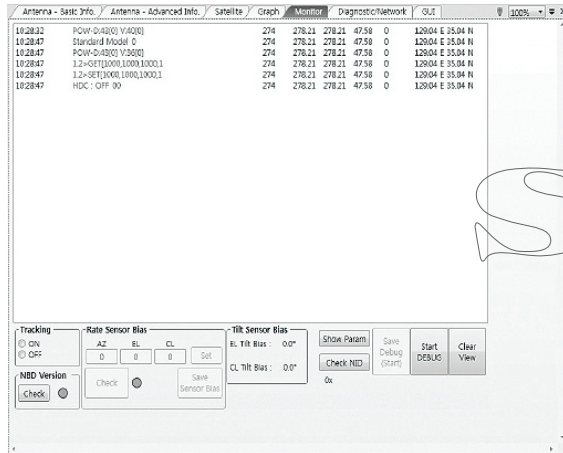 Antenna - Basic Info. Antenna - Advanced Info. Satellite Graph Monitor Diagnostic/Network GUI 100%
10:28:32 POW-D:43[0] V:40[0] 274 278.21 278.21 47.58 0 129.04 E 35.04 N
10:28:47 Standard Model 0 274 278.21 278.21 47.58 0 129.04 E 35.04 N
10:28:47 POW-D:43[0] V:36[0] 274 278.21 278.21 47.58 0 129.04 E 35.04 N
10:28:47 1.2>GET[1000,1000,1000,1 274 278.21 278.21 47.58 0 129.04 E 35.04 N
10:28:47 1.2>SET[1000,1000,1000,1 274 278.21 278.21 47.58 0 129.04 E 35.04 N
10:28:47 HDC : OFF 00 274 278.21 278.21 47.58 0 129.04 E 35.04 N
S
Tracking Rate Sensor Bias Tilt Sensor Bias
ON AZ EL CL EL Tilt Bias : 0.0° Show Param Save Debug (Start) Start DEBUG Clear View
OFF 0 0 0 Set
NBD Version CL Tilt Bias : 0.0° Check NID
Check Check Save Sensor Bias 0x